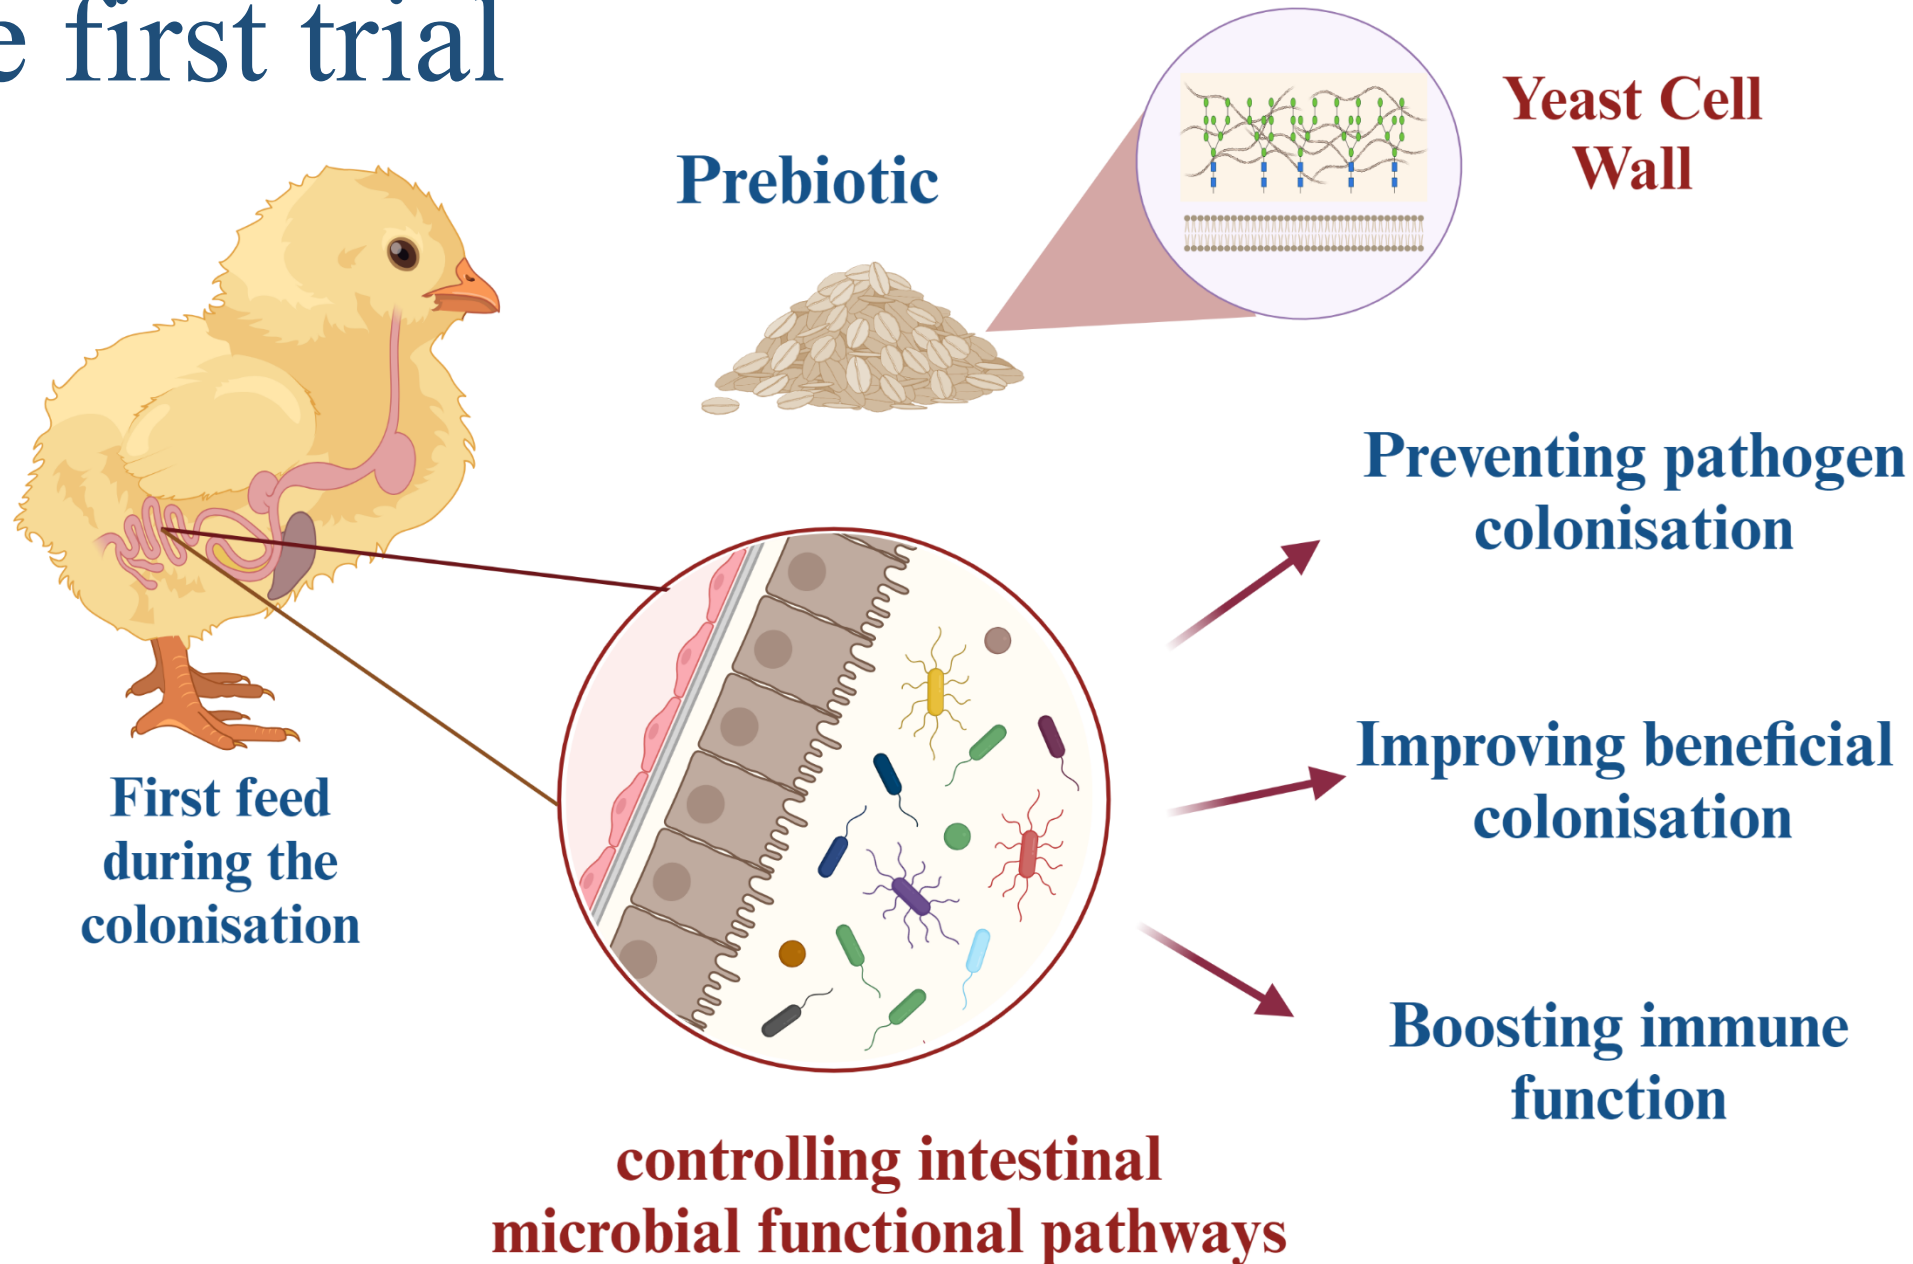 e first trial
Prebiotic
Yeast Cell
Wall
Preventing pathogen
colonisation
Improving beneficial
colonisation
First feed
during the
colonisation
Boosting immune
function
controlling intestinal
microbial functional pathways